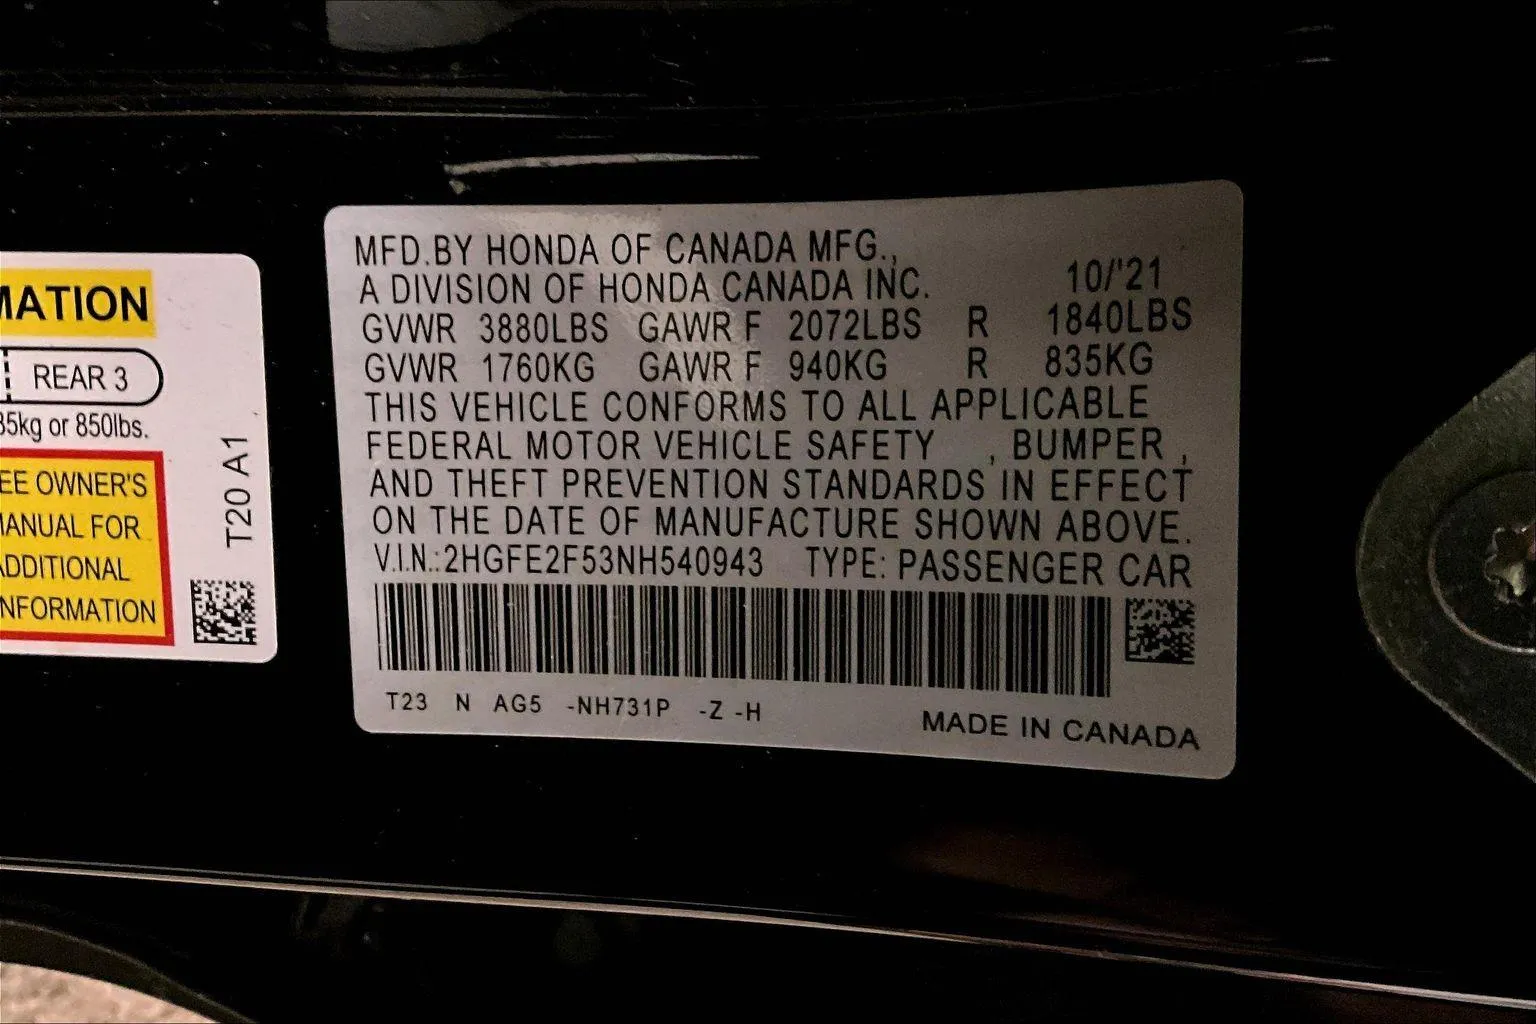 MATION
REAR 3
35kg or 850lbs.
EE OWNER'S
MANUAL FOR
ADDITIONAL
INFORMATION
T20 A1
MFD.BY HONDA OF CANADA MFG.,
A DIVISION OF HONDA CANADA INC. 10/'21
GVWR 3880LBS GAWR F 2072LBS R 1840LBS
GVWR 1760KG GAWR F 940KG R 835KG
THIS VEHICLE CONFORMS TO ALL APPLICABLE
FEDERAL MOTOR VEHICLE SAFETY , BUMPER ,
AND THEFT PREVENTION STANDARDS IN EFFECT
ON THE DATE OF MANUFACTURE SHOWN ABOVE.
V.I.N.:2HGFE2F53NH540943 TYPE: PASSENGER CAR
T23 N AG5 -NH731P -Z -H
MADE IN CANADA